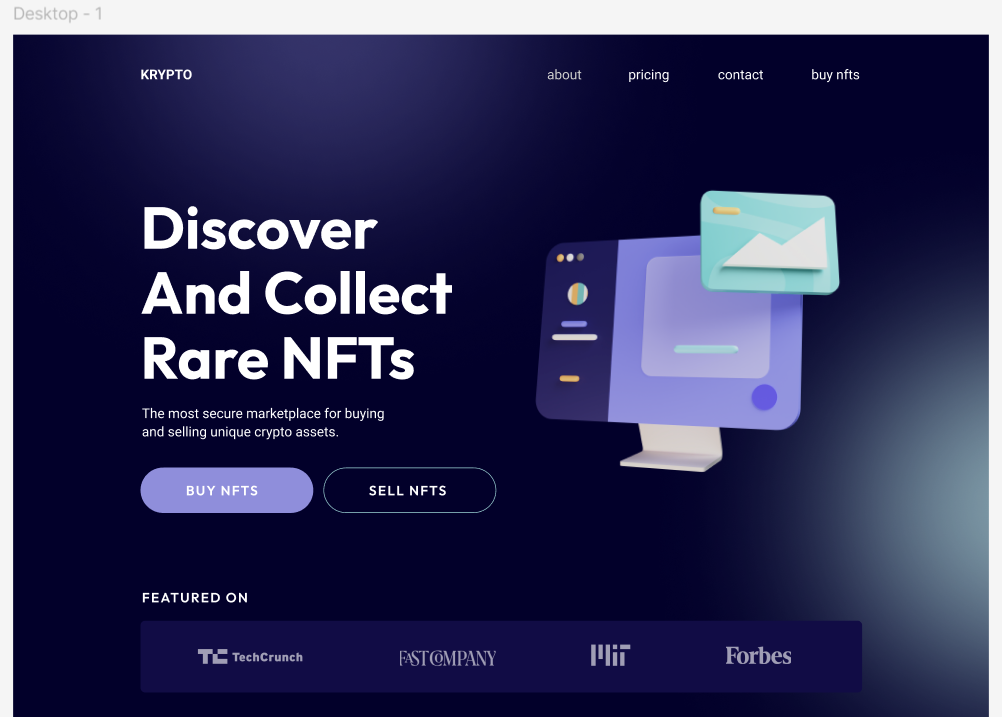 Desktop - 1
KRYPTO
about
pricing
contact
buy nfts
Discover
And Collect
Rare NFTs
The most secure marketplace for buying
and selling unique crypto assets.
BUY NFTS
SELL NFTS
FEATURED ON
TC TechCrunch
FAST COMPANY
MIT
Forbes